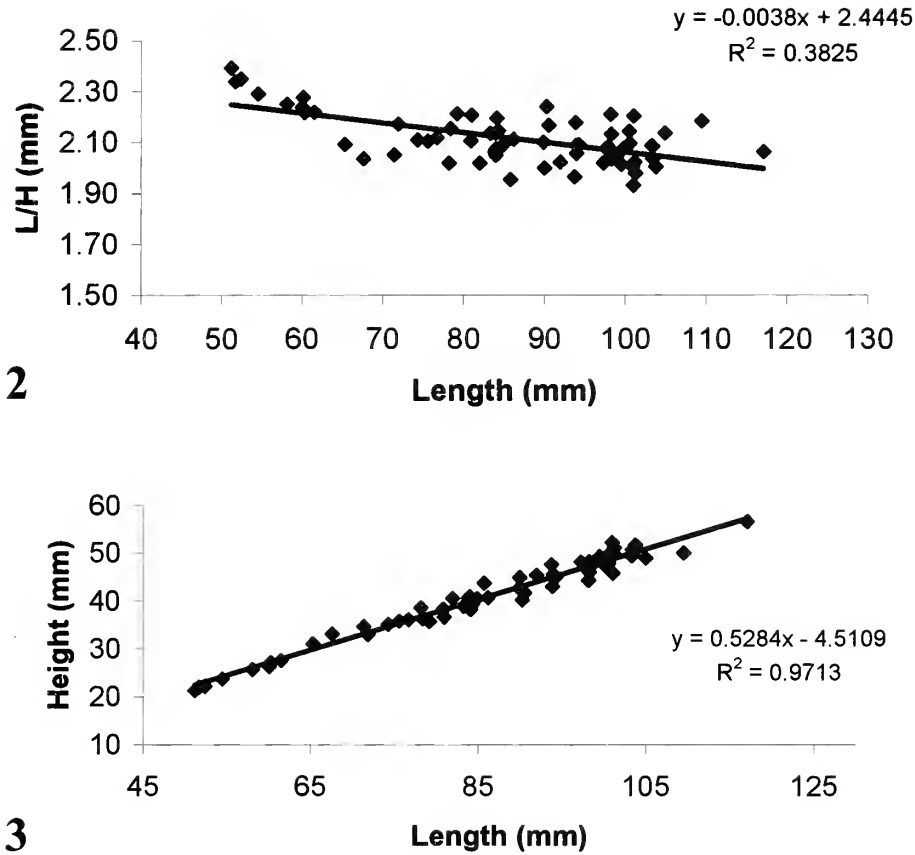 y = -0.0038x + 2.4445
R² = 0.3825
2.50
2.30
2.10
1.90
1.70
1.50
L/H (mm)
40 50 60 70 80 90 100 110 120 130
Length (mm)
2
60
50
40
30
20
10
Height (mm)
y = 0.5284x - 4.5109
R² = 0.9713
45 65 85 105 125
Length (mm)
3